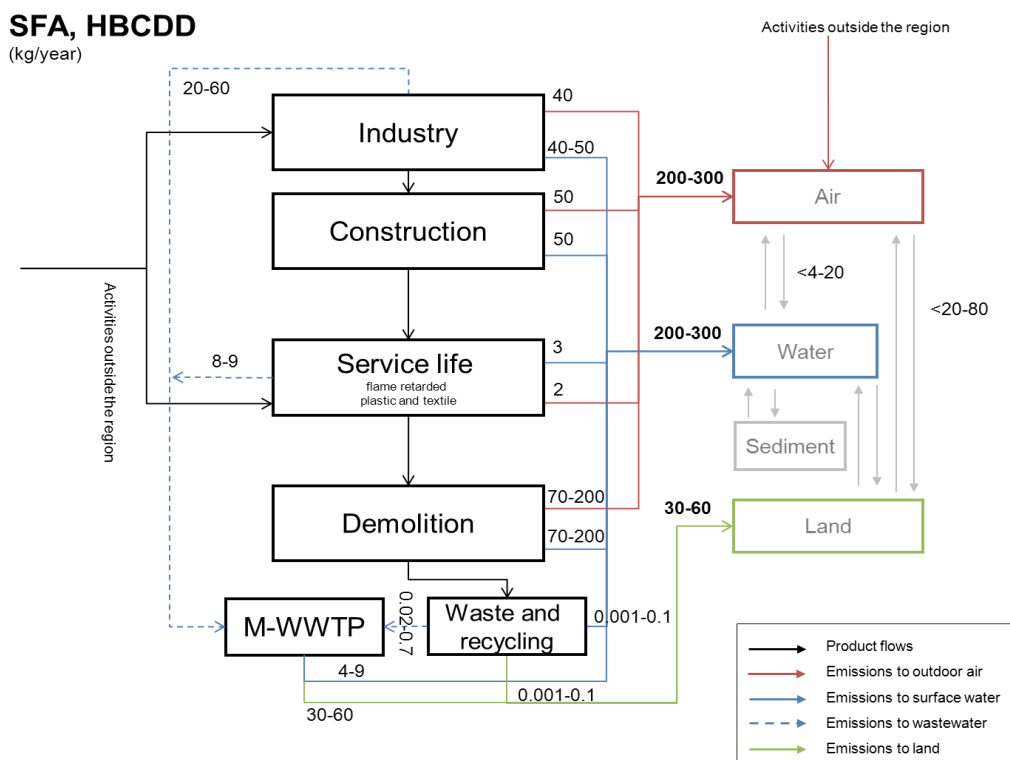 SFA, HBCDD
(kg/year)
Activities outside the region
20-60
40
Industry
40-50
200-300
Air
50
Construction
50
<4-20
<20-80
Activities outside the region
200-300
Water
3
Service life
8-9
flame retarded
plastic and textile
2
Sediment
70-200
30-60
Demolition
Land
70-200
0.02-0.7
Waste and
recycling
0.001-0.1
M-WWTP
4-9
0.001-0.1
30-60
Product flows
Emissions to outdoor air
Emissions to surface water
Emissions to wastewater
Emissions to land